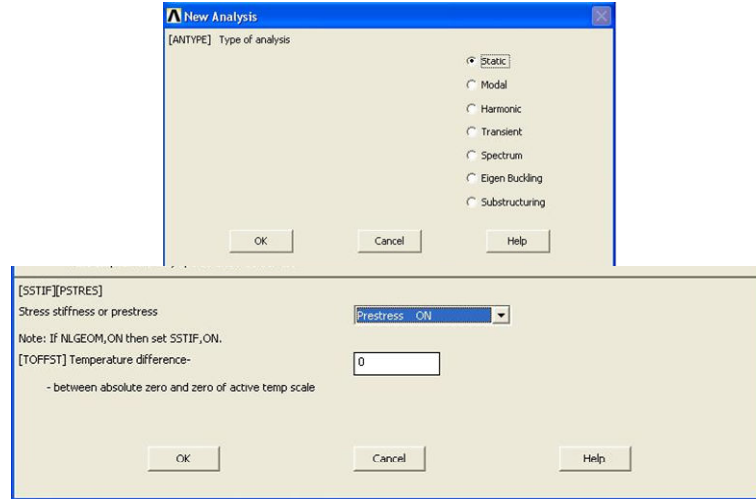 New Analysis
[ANTYPE] Type of analysis
Static
Modal
Harmonic
Transient
Spectrum
Eigen Buckling
Substructuring
OK Cancel Help
[SSTIF][PSTRES]
Stress stiffness or prestress Prestress ON
Note: If NLGEOM,ON then set SSTIF,ON.
[TOFFST] Temperature difference- 0
- between absolute zero and zero of active temp scale
OK Cancel Help